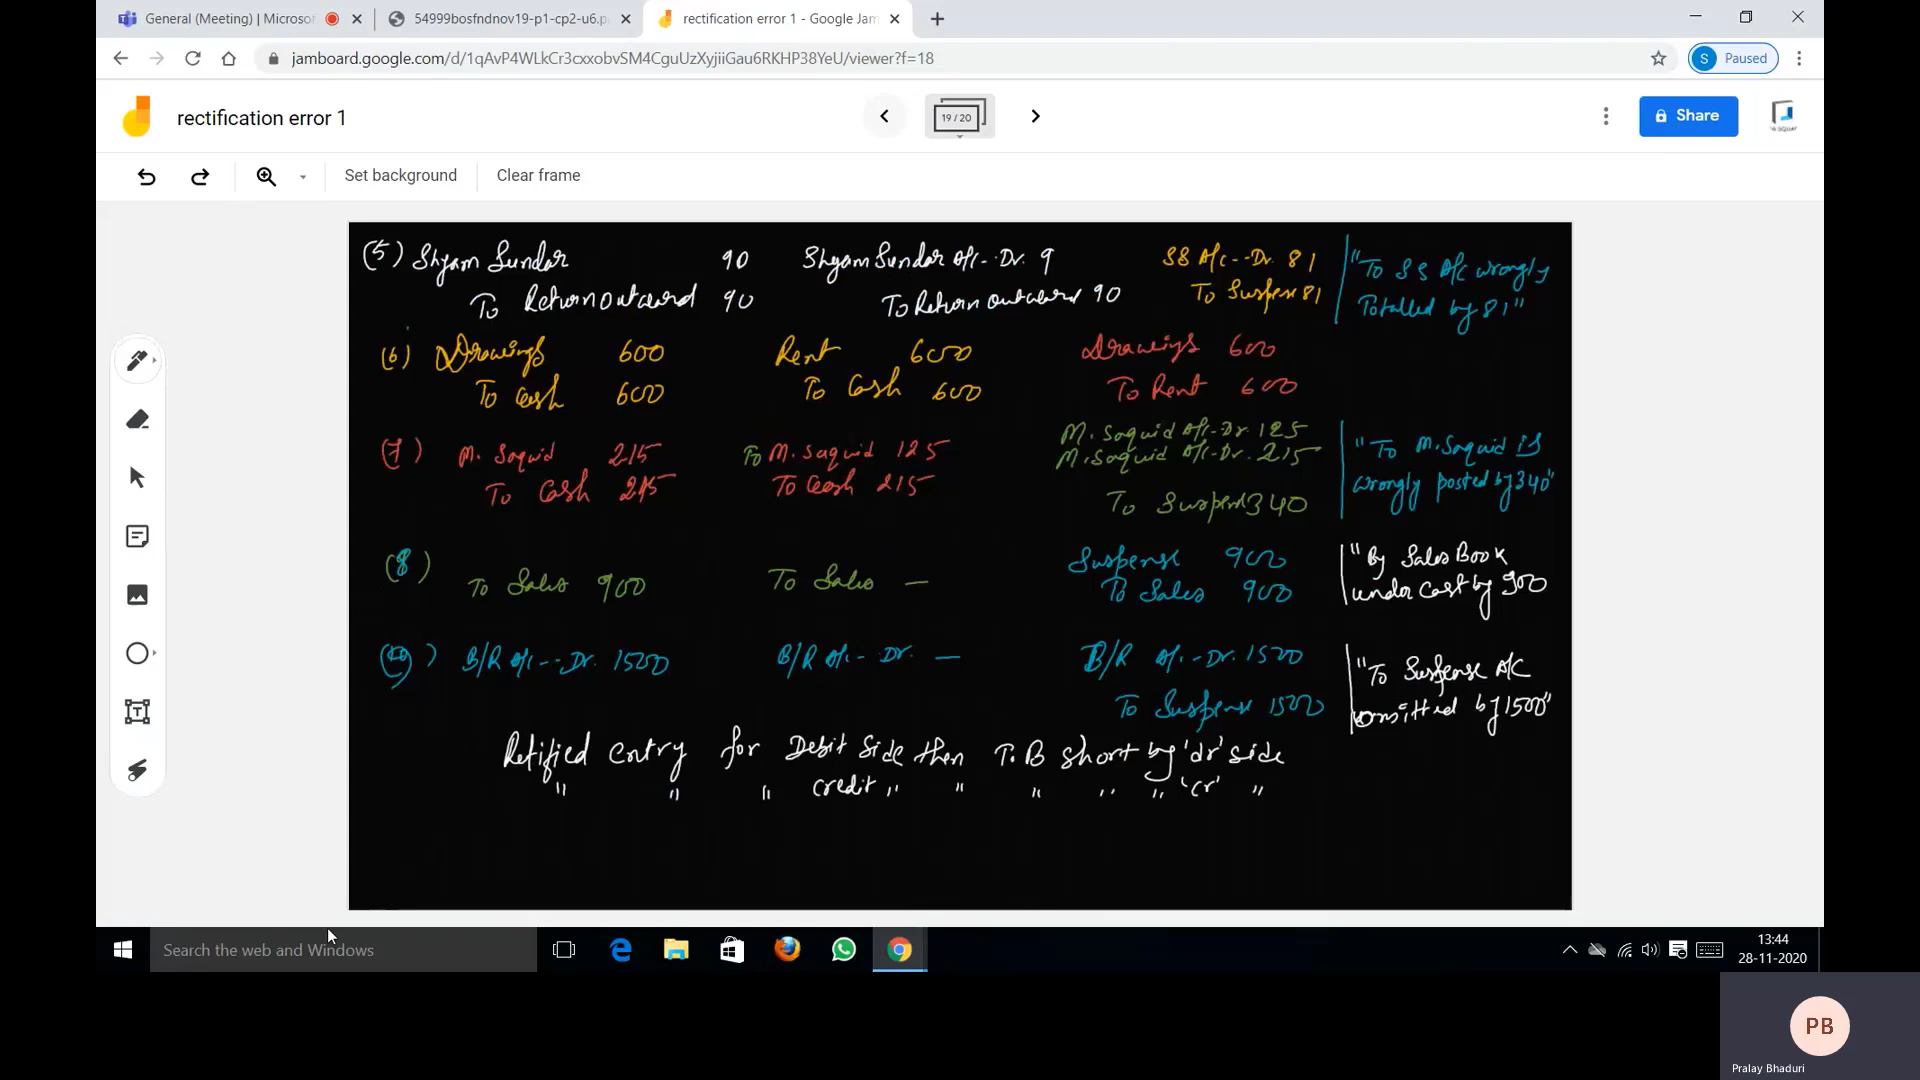 General (Meeting) | Microso
54999bosfndnov19-p1-cp2-u6.p
rectification error 1 - Google Jam
jamboard.google.com/d/1qAvP4WLkCr3cxxobvSM4CguUzXyjiiGau6RKHP38YeU/viewer?f=18
S Paused
rectification error 1
19 / 20
Share
Set background
Clear frame
(5) Shyam Sundar 90 Shyam Sundar A/c-- Dr. 9 SS A/c-- Dr. 81 "To SS A/c wrongly
To Return outward 90 To Return outward 90 To Suspens 81 Totalled by 81"
(6) Drawings 600 Rent 600 Drawings 600
To Cash 600 To Cash 600 To Rent 600
M. Saquid A/c-Dr. 125
(7) M. Saquid 215 To M. Saquid 125 M. Saquid A/c-Dr. 215 "To M. Saquid is
To Cash 215 To Cash 215 To Suspens 340 wrongly posted by 340"
(8) Suspense 900 "By Sales Book
To Sales 900 To Sales — To Sales 900 under cast by 900
B/R A/c-- Dr. 1500 B/R A/c- Dr. — B/R A/c.-Dr. 1500 "To Suspense A/C
To Suspense 1500 omitted by 1500"
Retified entry for Debit side then T.B short by 'dr' side
" " " credit " " " " " 'cr' "
Search the web and Windows
13:44
28-11-2020
PB
Pralay Bhaduri